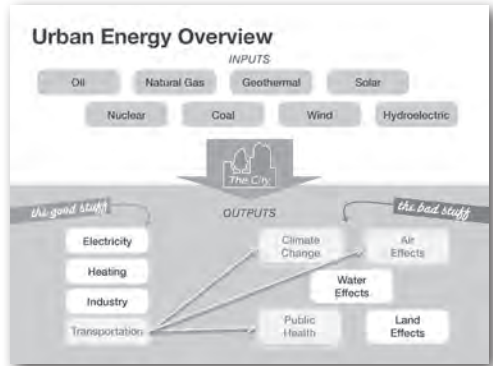 Urban Energy Overview
INPUTS
Oil
Natural Gas
Geothermal
Solar
Nuclear
Coal
Wind
Hydroelectric
The City
the good stuff
OUTPUTS
the bad stuff
Electricity
Heating
Industry
Transportation
Climate
Change
Air
Effects
Water
Effects
Public
Health
Land
Effects